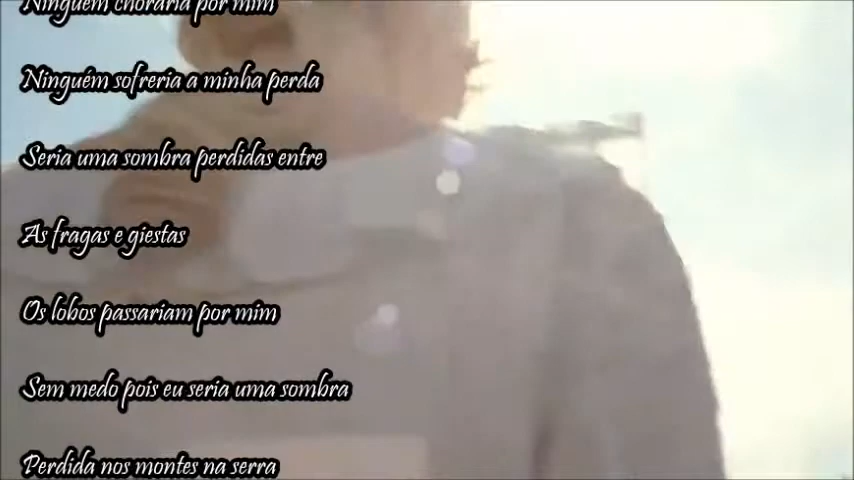 Ninguém choraria por mim
Ninguém sofreria a minha perda
Seria uma sombra perdidas entre
As fragas e giestas
Os lobos passariam por mim
Sem medo pois eu seria uma sombra
Perdida nos montes na serra